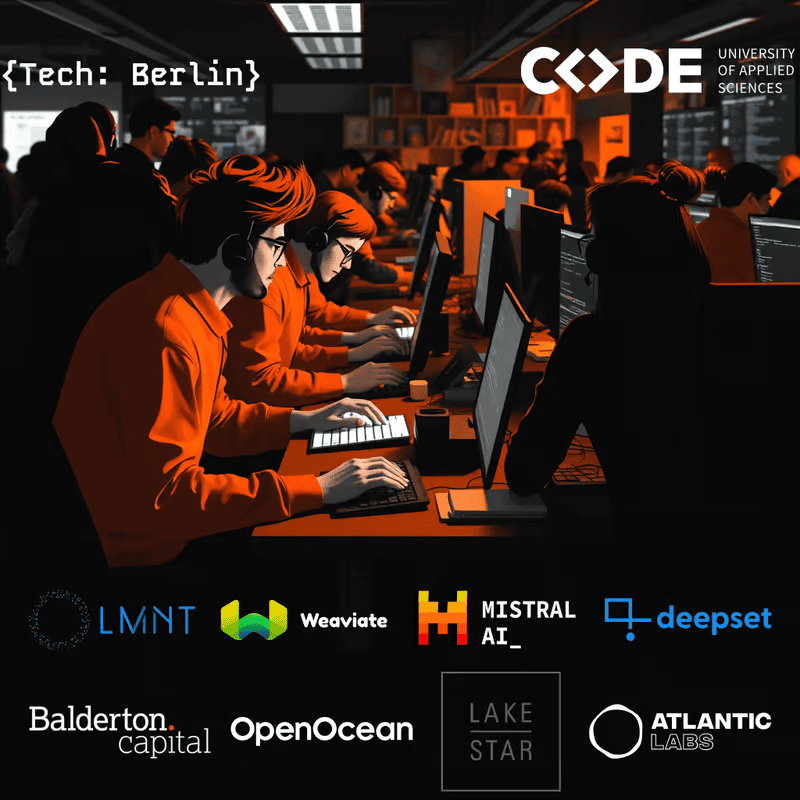 {Tech: Berlin}
CODE
UNIVERSITY
OF APPLIED
SCIENCES
LMNT
Weaviate
MISTRAL
AI_
deepset
Balderton.
capital
OpenOcean
LAKE
STAR
ATLANTIC
LABS